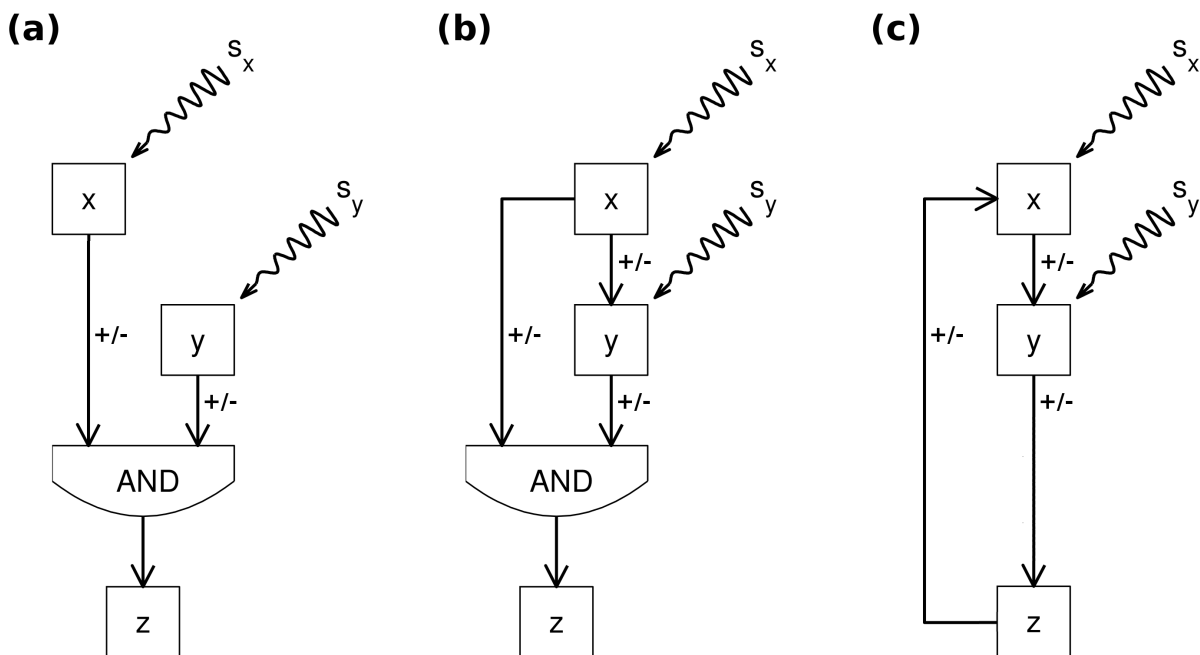 (a)
s_x
x
s_y
+/-
y
+/-
AND
z
(b)
s_x
x
s_y
+/-
+/-
y
+/-
AND
z
(c)
s_x
x
s_y
+/-
+/-
y
+/-
z